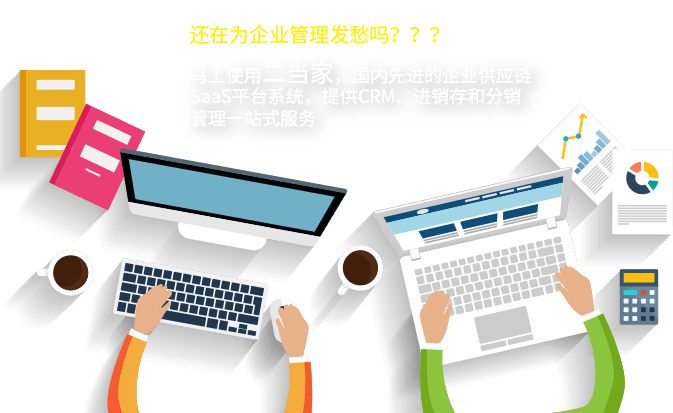 还在为企业管理发愁吗？？？
马上使用二当家，国内先进的企业供应链
SaaS平台系统，提供CRM、进销存和分销
管理一站式服务